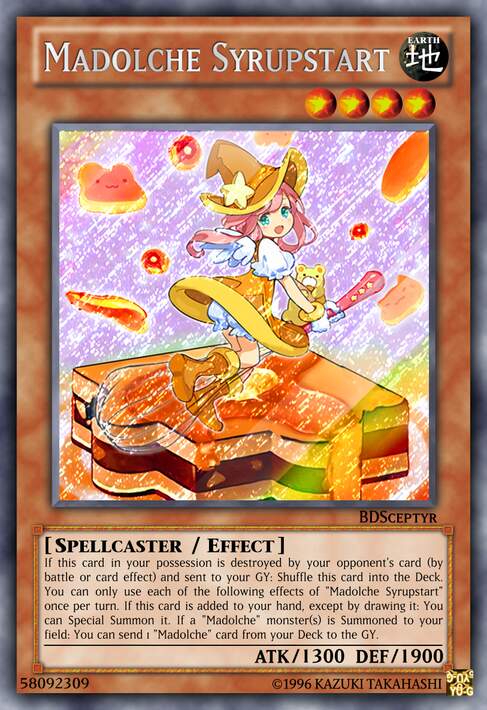 Madolche Syrupstart
EARTH
地
BDSceptyr
[ Spellcaster / Effect ]
If this card in your possession is destroyed by your opponent's card (by
battle or card effect) and sent to your GY: Shuffle this card into the Deck.
You can only use each of the following effects of "Madolche Syrupstart"
once per turn. If this card is added to your hand, except by drawing it: You
can Special Summon it. If a "Madolche" monster(s) is Summoned to your
field: You can send 1 "Madolche" card from your Deck to the GY.
ATK/1300 DEF/1900
58092309
©1996 KAZUKI TAKAHASHI